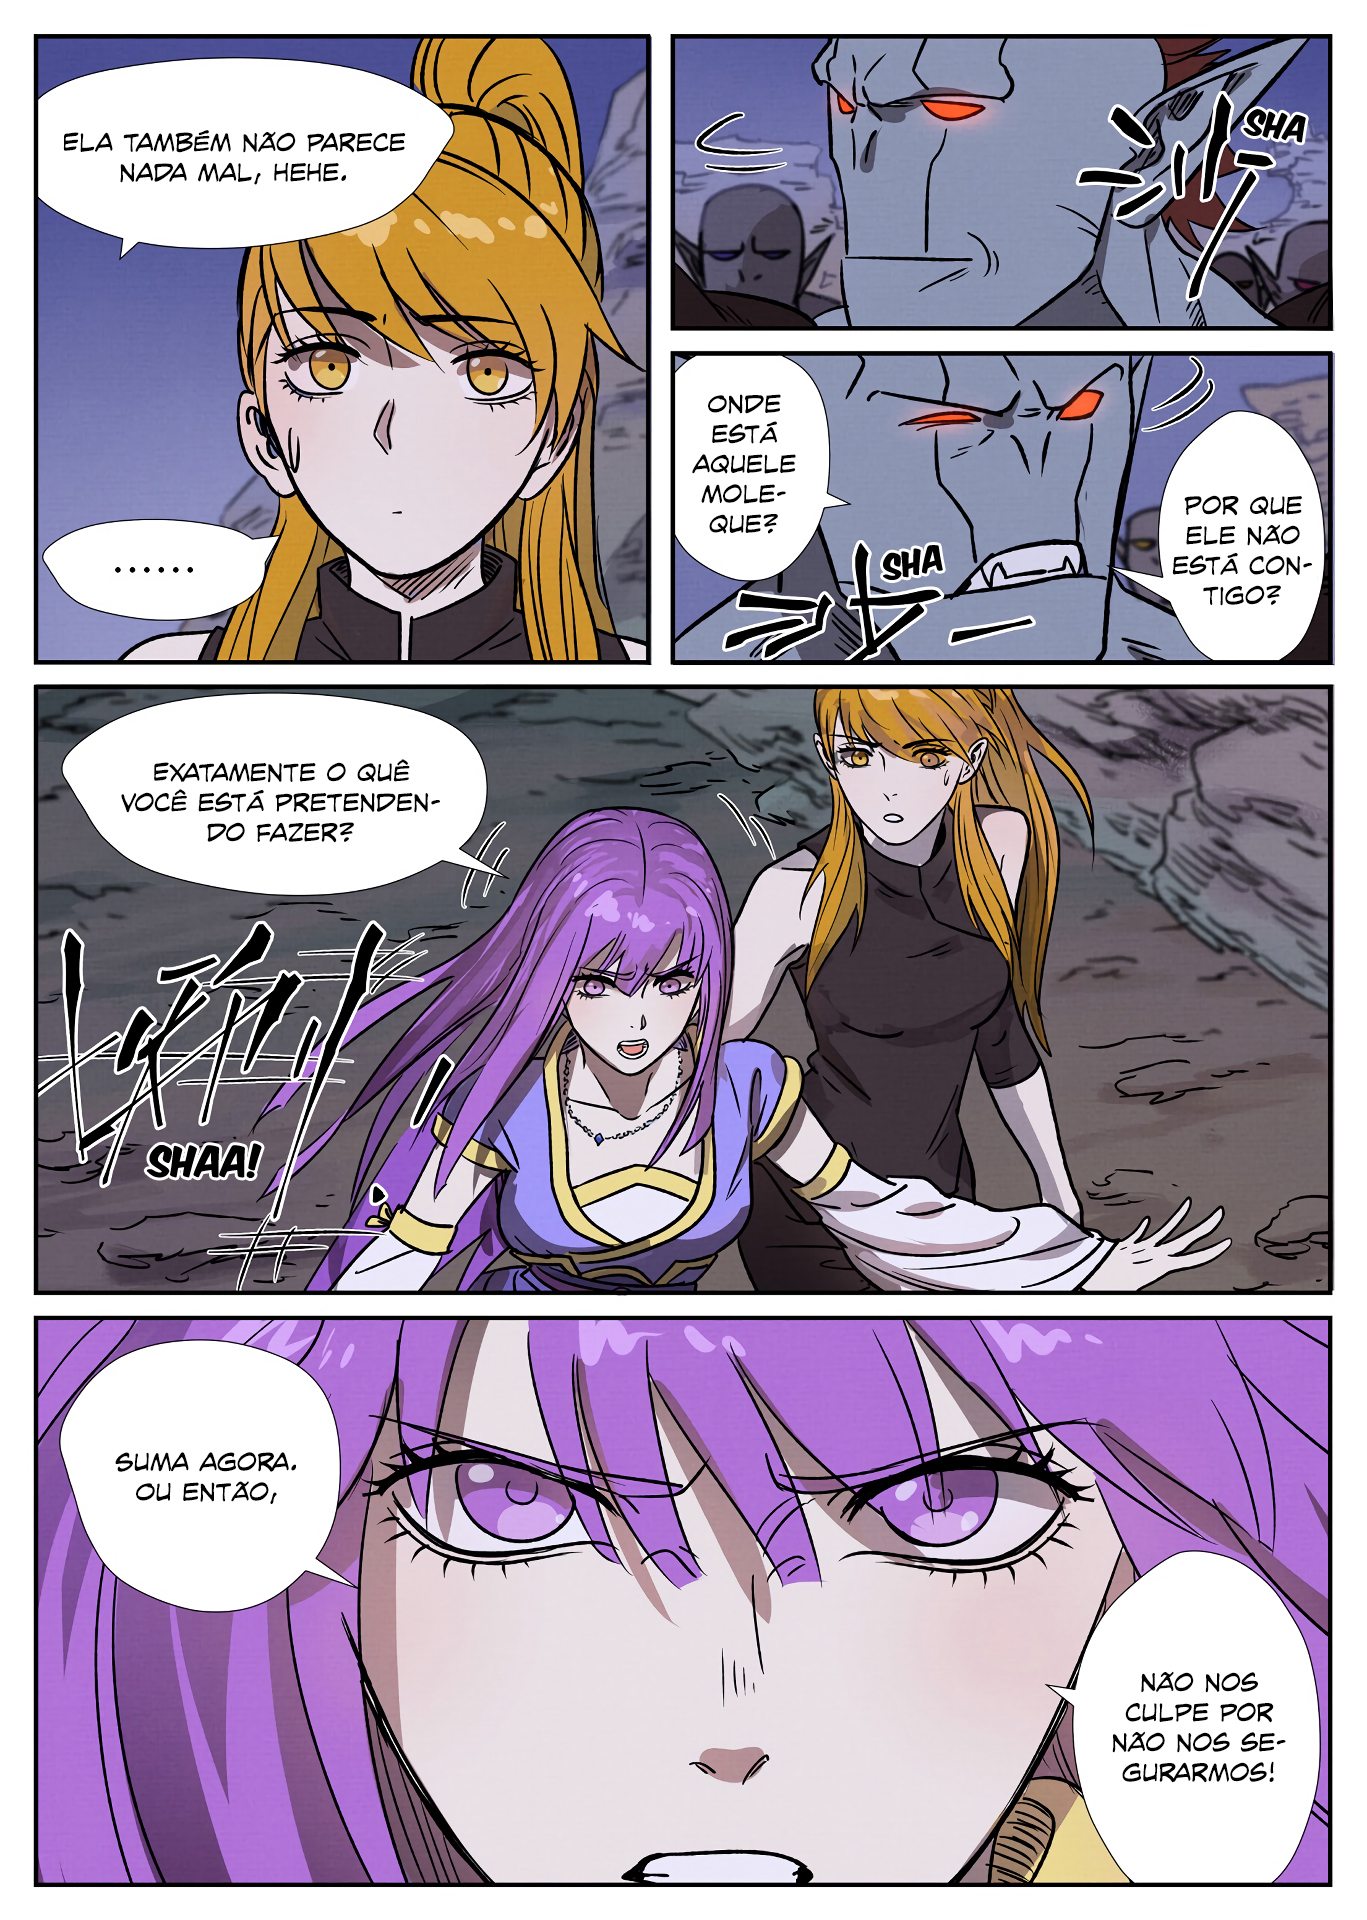 ELA TAMBÉM NÃO PARECE
NADA MAL, HEHE.
......
SHA
ONDE
ESTÁ
AQUELE
MOLE-
QUE?
POR QUE
ELE NÃO
ESTÁ CON-
TIGO?
SHA
EXATAMENTE O QUÊ
VOCÊ ESTÁ PRETENDEN-
DO FAZER?
SHAA!
SUMA AGORA.
OU ENTÃO,
NÃO NOS
CULPE POR
NÃO NOS SE-
GURARMOS!